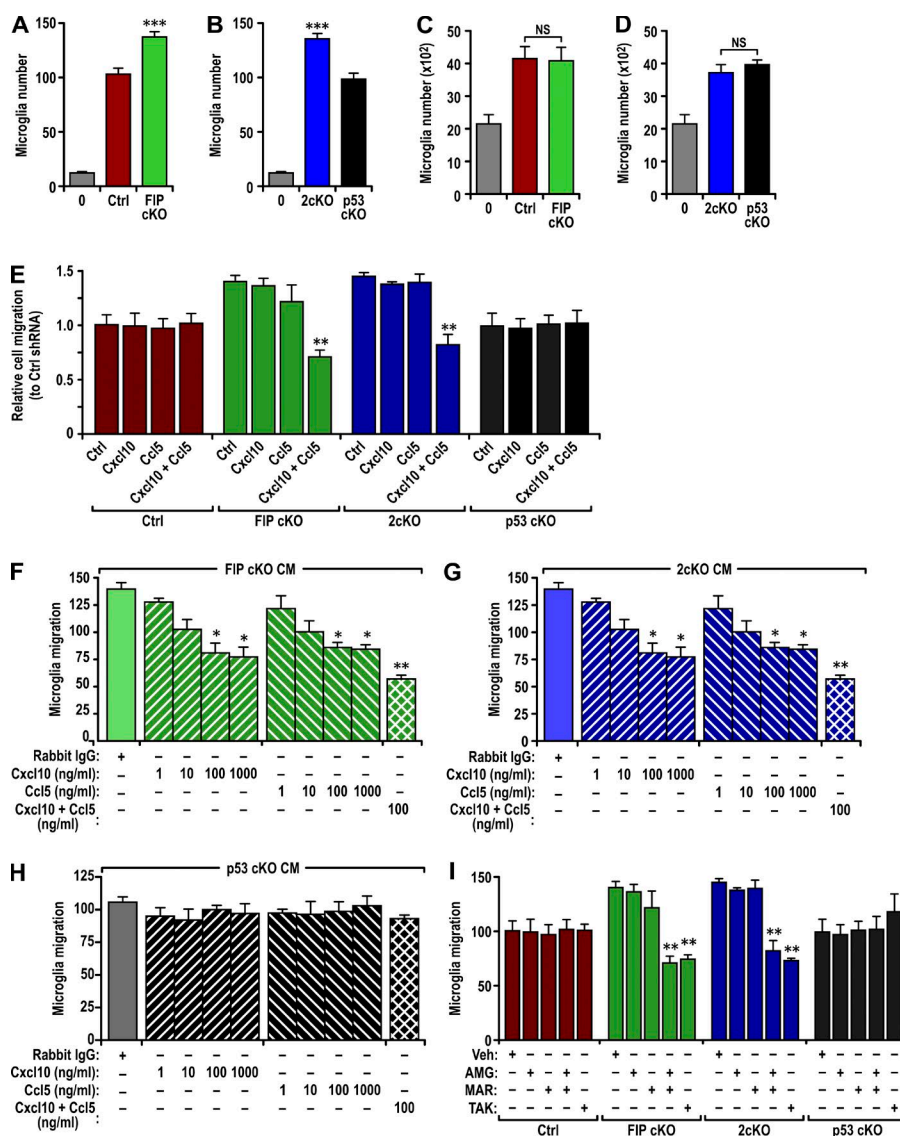 A
Microglia number
150
100
50
0
***
0 Ctrl FIP cKO
B
Microglia number
150
100
50
0
***
0 2cKO p53 cKO
C
Microglia number (x10²)
50
40
30
20
10
0
NS
0 Ctrl FIP cKO
D
Microglia number (x10²)
50
40
30
20
10
0
NS
0 2cKO p53 cKO
E
Relative cell migration
(to Ctrl shRNA)
1.5
1.0
0.5
0
** **
Ctrl Cxcl10 Ccl5 Cxcl10 + Ccl5 Ctrl Cxcl10 Ccl5 Cxcl10 + Ccl5 Ctrl Cxcl10 Ccl5 Cxcl10 + Ccl5 Ctrl Cxcl10 Ccl5 Cxcl10 + Ccl5
Ctrl FIP cKO 2cKO p53 cKO
F
FIP cKO CM
Microglia migration
150
125
100
75
50
25
0
* * * * **
Rabbit IgG: + – – – – – – – – –
Cxcl10 (ng/ml): – 1 10 100 1000 – – – – –
Ccl5 (ng/ml): – – – – – 1 10 100 1000 –
Cxcl10 + Ccl5 : – – – – – – – – – 100
(ng/ml)
G
2cKO CM
Microglia migration
150
125
100
75
50
25
0
* * * * **
Rabbit IgG: + – – – – – – – – –
Cxcl10 (ng/ml): – 1 10 100 1000 – – – – –
Ccl5 (ng/ml): – – – – – 1 10 100 1000 –
Cxcl10 + Ccl5 : – – – – – – – – – 100
(ng/ml)
H
p53 cKO CM
Microglia migration
125
100
75
50
25
0
Rabbit IgG: + – – – – – – – – –
Cxcl10 (ng/ml): – 1 10 100 1000 – – – – –
Ccl5 (ng/ml): – – – – – 1 10 100 1000 –
Cxcl10 + Ccl5 : – – – – – – – – – 100
(ng/ml)
I
Microglia migration
150
100
50
0
** ** ** **
Veh: + – – – – + – – – – + – – – – + – – – –
AMG: – + – + – – + – + – – + – + – – + – + –
MAR: – – + + – – – + + – – – + + – – – + + –
TAK: – – – – + – – – – + – – – – + – – – – +
Ctrl FIP cKO 2cKO p53 cKO